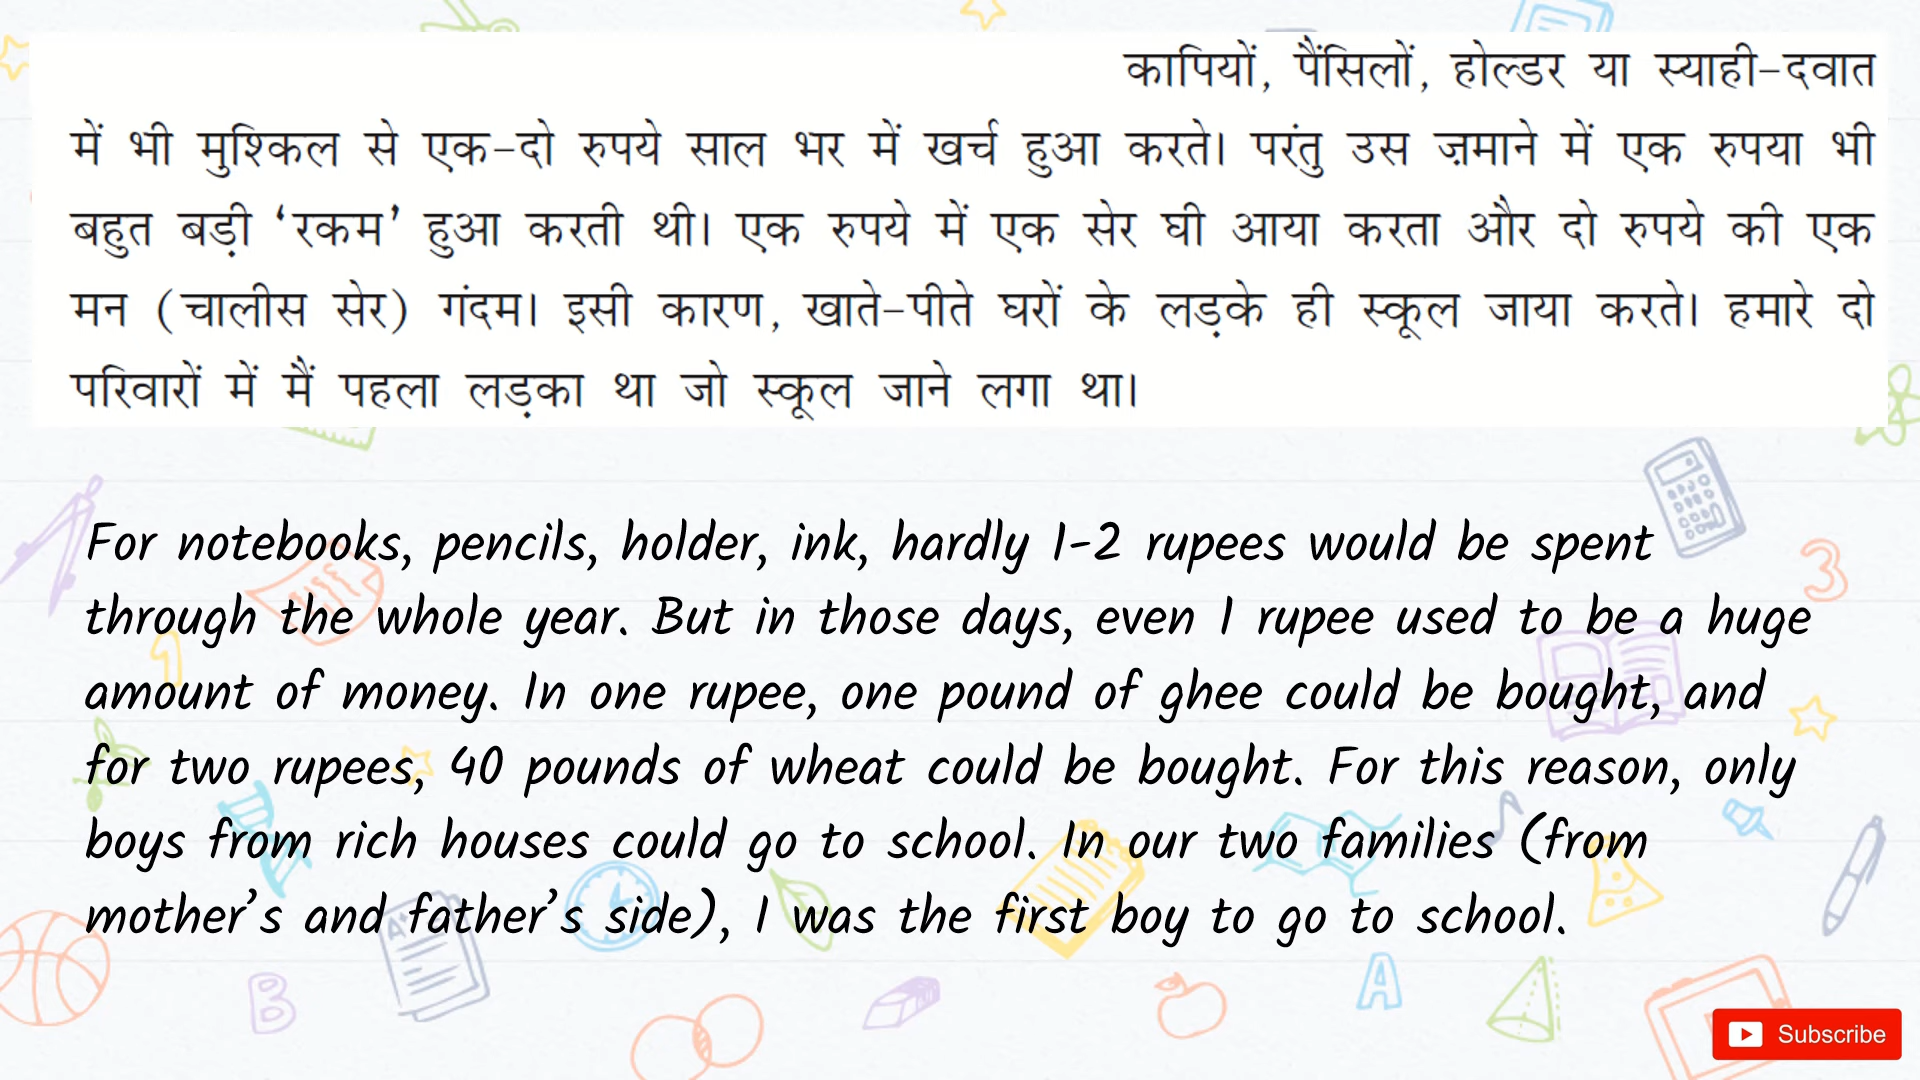 कापियों, पैंसिलों, होल्डर या स्याही-दवात
में भी मुश्किल से एक-दो रुपये साल भर में खर्च हुआ करते। परंतु उस ज़माने में एक रुपया भी
बहुत बड़ी ‘रकम’ हुआ करती थी। एक रुपये में एक सेर घी आया करता और दो रुपये की एक
मन (चालीस सेर) गंदम। इसी कारण, खाते-पीते घरों के लड़के ही स्कूल जाया करते। हमारे दो
परिवारों में मैं पहला लड़का था जो स्कूल जाने लगा था।
For notebooks, pencils, holder, ink, hardly 1-2 rupees would be spent
through the whole year. But in those days, even 1 rupee used to be a huge
amount of money. In one rupee, one pound of ghee could be bought, and
for two rupees, 40 pounds of wheat could be bought. For this reason, only
boys from rich houses could go to school. In our two families (from
mother’s and father’s side), I was the first boy to go to school.
3
1
A+
B
A
Subscribe